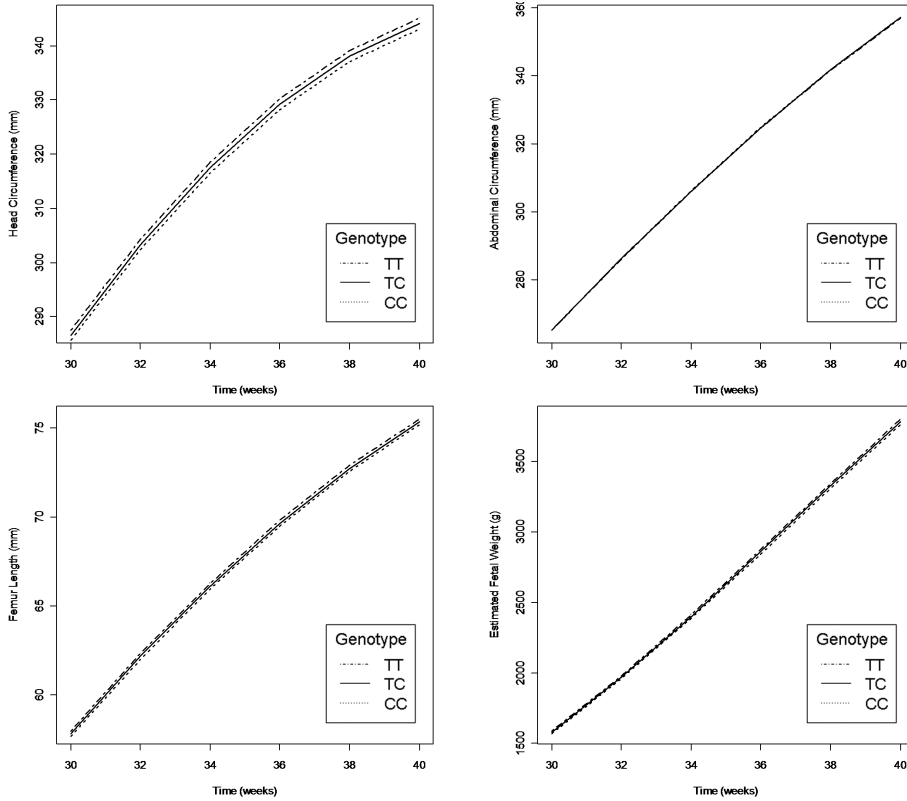 Head Circumference (mm)
340
330
320
310
300
290
Genotype
TT
TC
CC
30 32 34 36 38 40
Time (weeks)
Abdominal Circumference (mm)
360
340
320
300
280
Genotype
TT
TC
CC
30 32 34 36 38 40
Time (weeks)
Femur Length (mm)
75
70
65
60
Genotype
TT
TC
CC
30 32 34 36 38 40
Time (weeks)
Estimated Fetal Weight (g)
3500
3000
2500
2000
1500
Genotype
TT
TC
CC
30 32 34 36 38 40
Time (weeks)